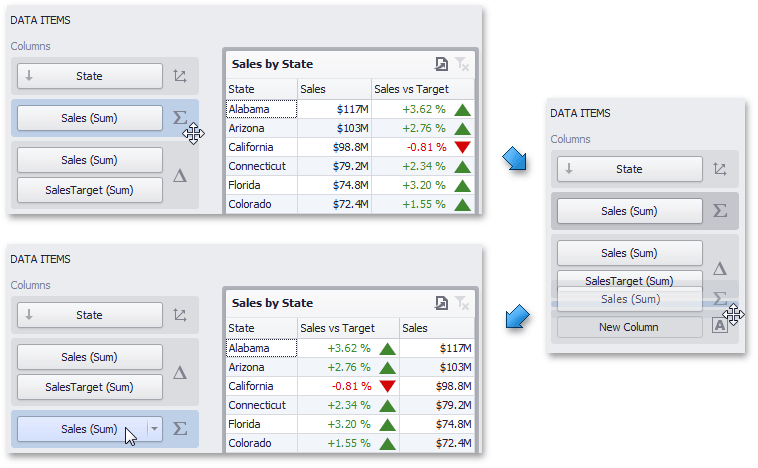 DATA ITEMS
Columns
State
Sales (Sum)
Sales (Sum)
SalesTarget (Sum)
Sales by State
State Sales Sales vs Target
Alabama $117M +3.62 %
Arizona $103M +2.76 %
California $98.8M -0.81 %
Connecticut $79.2M +2.34 %
Florida $74.8M +3.20 %
Colorado $72.4M +1.55 %
DATA ITEMS
Columns
State
Sales (Sum)
Sales (Sum)
SalesTarget (Sum)
Sales (Sum)
New Column
A
DATA ITEMS
Columns
State
Sales (Sum)
SalesTarget (Sum)
Sales (Sum)
Sales by State
State Sales vs Target Sales
Alabama +3.62 % $117M
Arizona +2.76 % $103M
California -0.81 % $98.8M
Connecticut +2.34 % $79.2M
Florida +3.20 % $74.8M
Colorado +1.55 % $72.4M